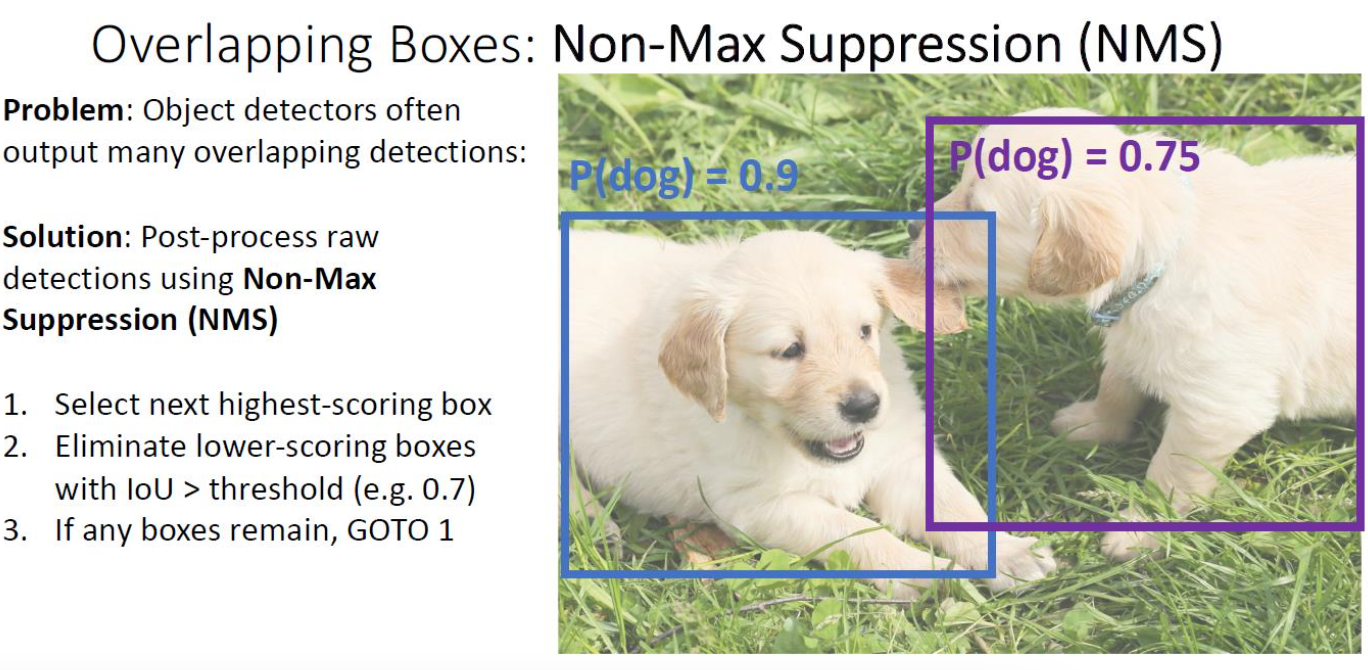 Overlapping Boxes: Non-Max Suppression (NMS)
Problem: Object detectors often
output many overlapping detections:
Solution: Post-process raw
detections using Non-Max
Suppression (NMS)
1. Select next highest-scoring box
2. Eliminate lower-scoring boxes
with IoU > threshold (e.g. 0.7)
3. If any boxes remain, GOTO 1
P(dog) = 0.9
P(dog) = 0.75